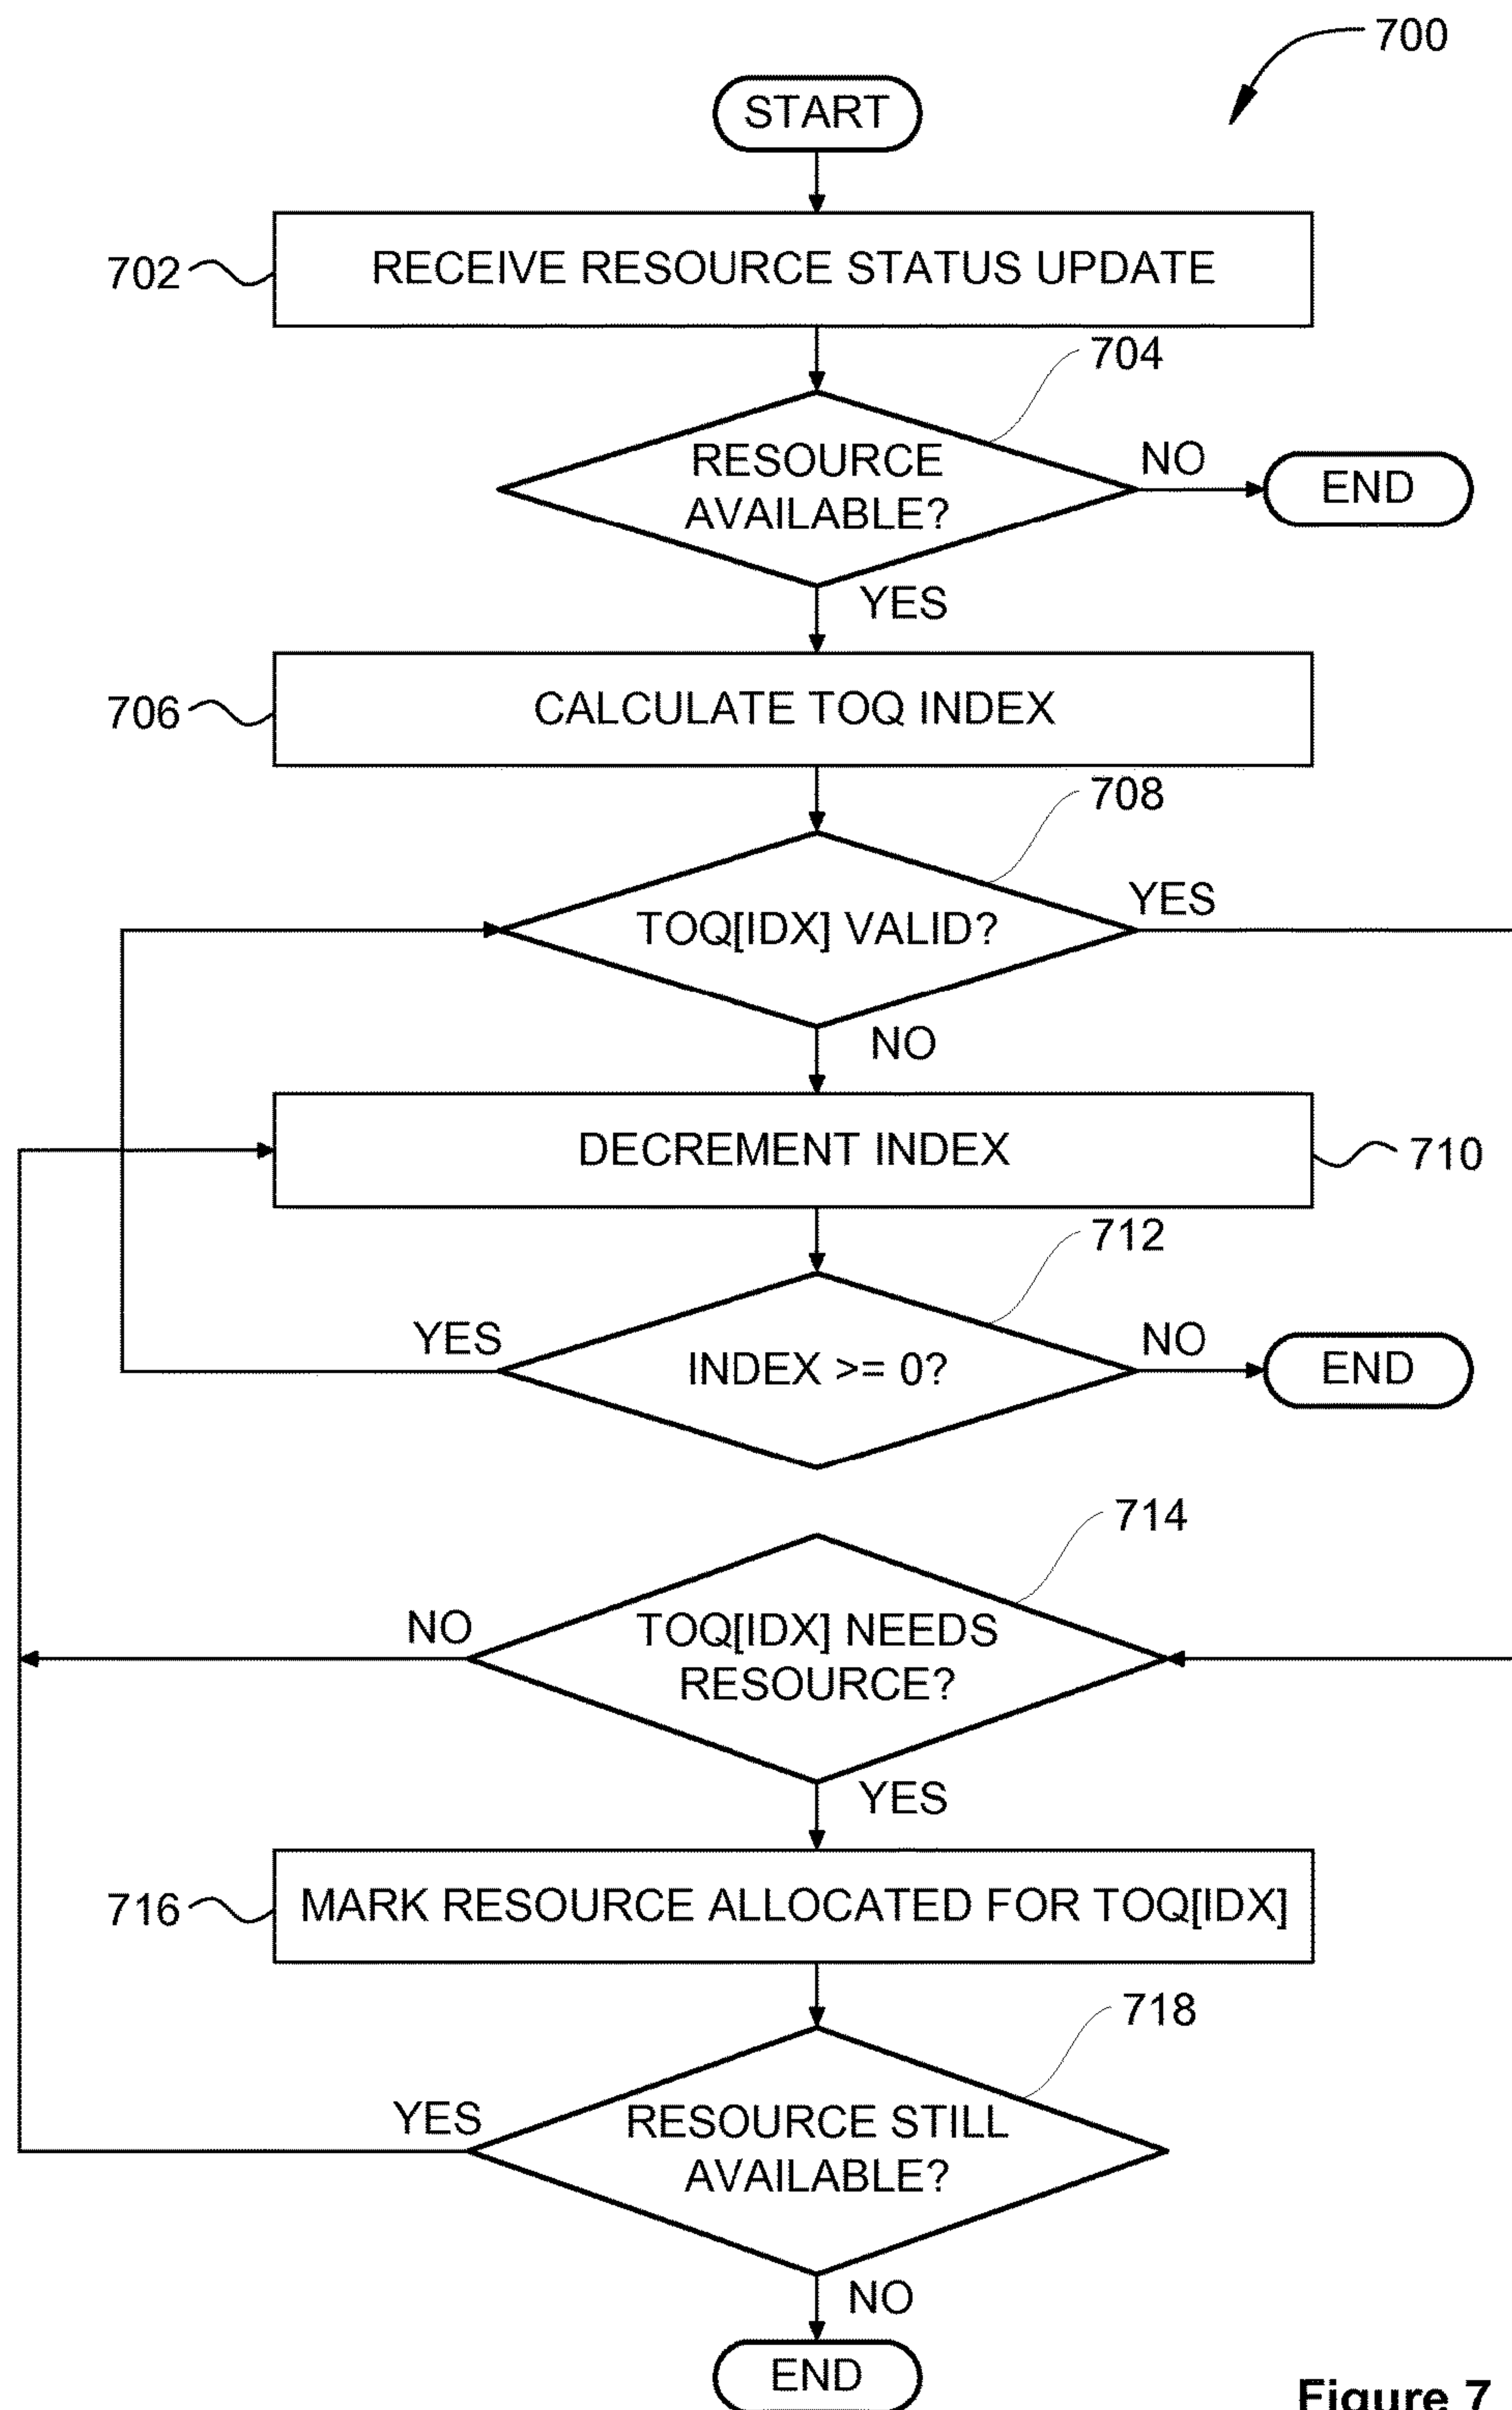 700
START
702
RECEIVE RESOURCE STATUS UPDATE
704
RESOURCE
AVAILABLE?
NO
END
YES
706
CALCULATE TOQ INDEX
708
TOQ[IDX] VALID?
YES
NO
DECREMENT INDEX
710
712
YES
INDEX >= 0?
NO
END
714
NO
TOQ[IDX] NEEDS
RESOURCE?
YES
716
MARK RESOURCE ALLOCATED FOR TOQ[IDX]
718
YES
RESOURCE STILL
AVAILABLE?
NO
END
Figure 7